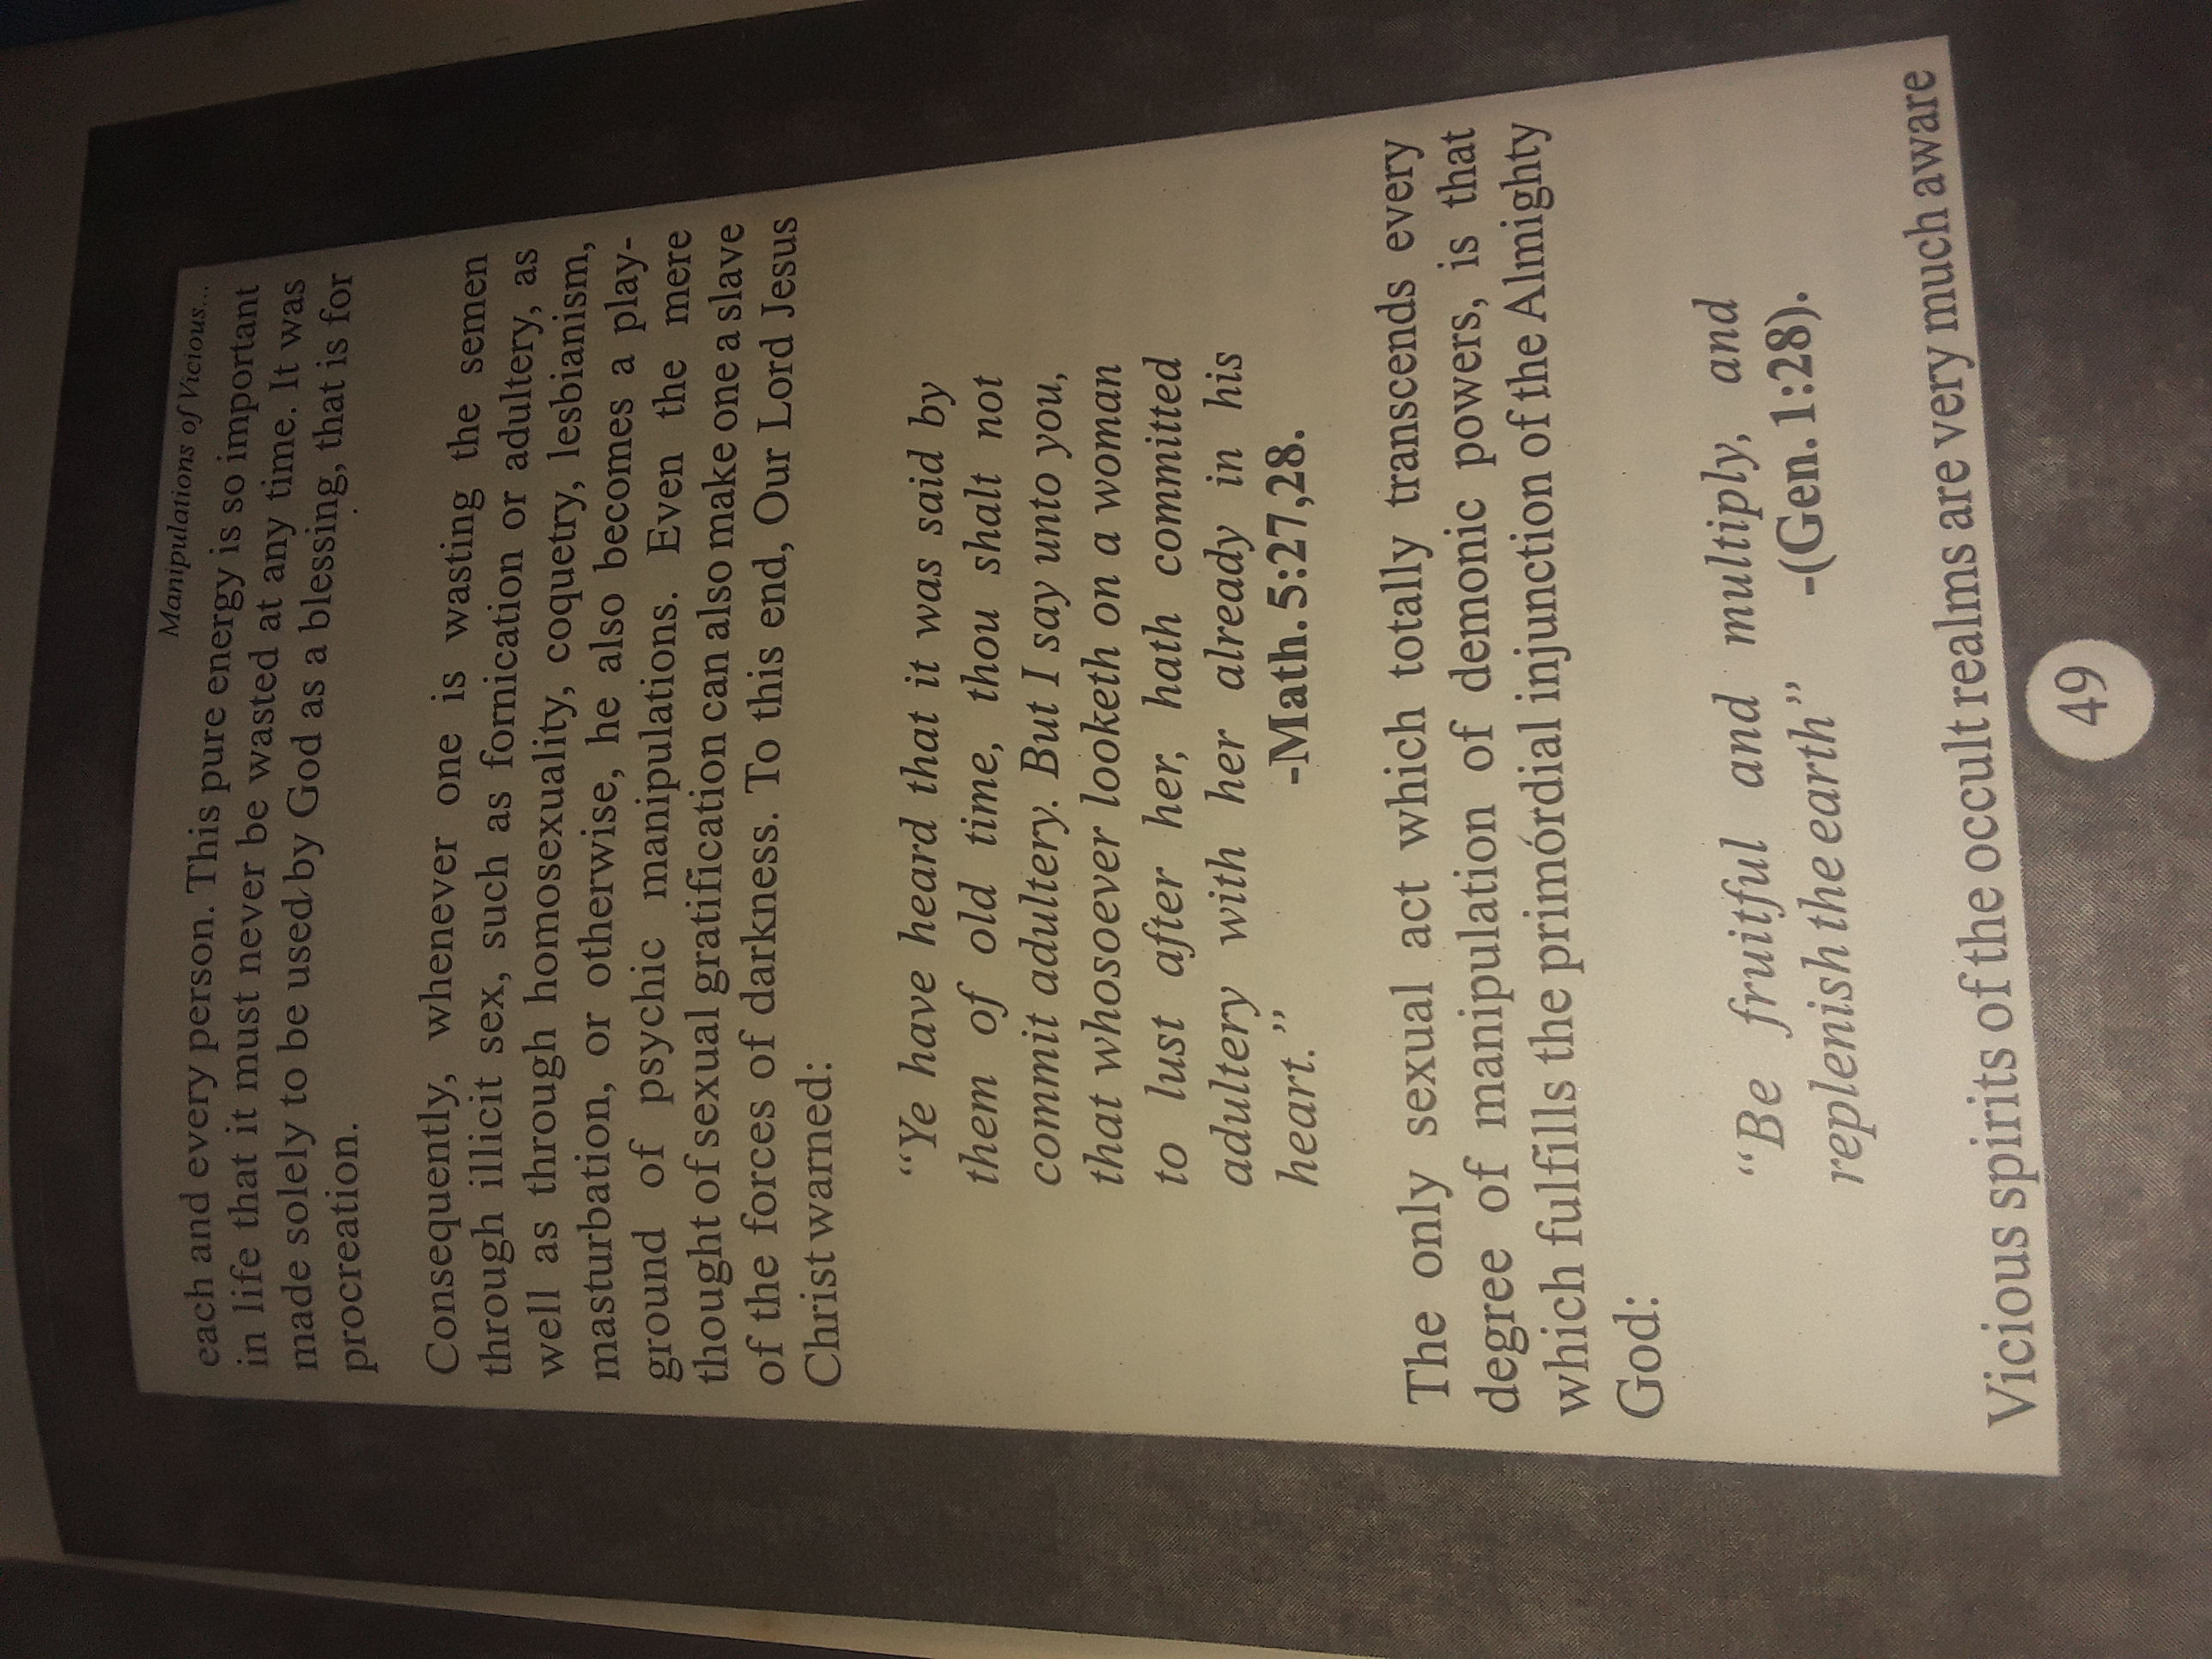 Manipulations of Vicious...
each and every person. This pure energy is so important
in life that it must never be wasted at any time. It was
made solely to be used by God as a blessing, that is for
procreation.
Consequently, whenever one is wasting the semen
through illicit sex, such as fornication or adultery, as
well as through homosexuality, coquetry, lesbianism,
masturbation, or otherwise, he also becomes a play-
ground of psychic manipulations. Even the mere
thought of sexual gratification can also make one a slave
of the forces of darkness. To this end, Our Lord Jesus
Christ warned:
“Ye have heard that it was said by
them of old time, thou shalt not
commit adultery. But I say unto you,
that whosoever looketh on a woman
to lust after her, hath committed
adultery with her already in his
heart.” -Math. 5:27,28.
The only sexual act which totally transcends every
degree of manipulation of demonic powers, is that
which fulfills the primórdial injunction of the Almighty
God:
“Be fruitful and multiply, and
replenish the earth” -(Gen. 1:28).
Vicious spirits of the occult realms are very much aware
49